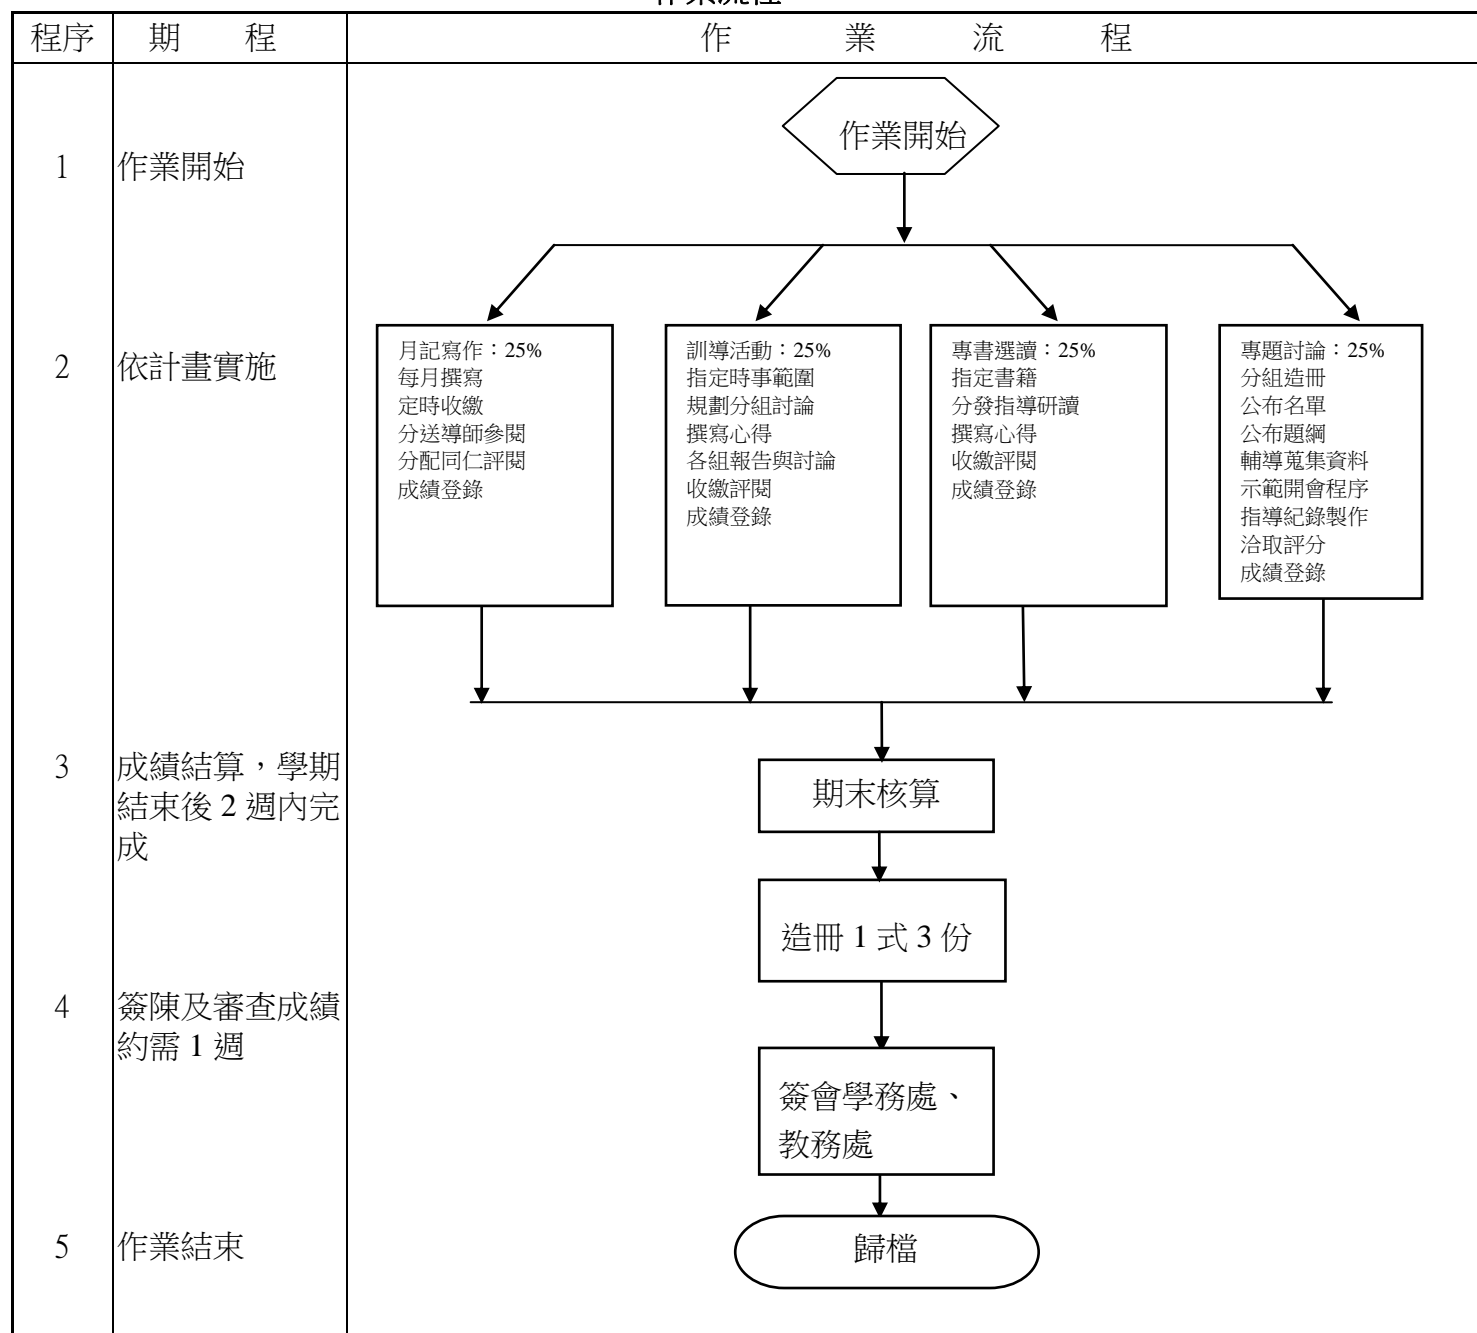 程序 期 程 作 業 流 程
作業開始
1 作業開始
2 依計畫實施
月記寫作：25%
每月撰寫
定時收繳
分送導師參閱
分配同仁評閱
成績登錄
訓導活動：25%
指定時事範圍
規劃分組討論
撰寫心得
各組報告與討論
收繳評閱
成績登錄
專書選讀：25%
指定書籍
分發指導研讀
撰寫心得
收繳評閱
成績登錄
專題討論：25%
分組造冊
公布名單
公布題綱
輔導蒐集資料
示範開會程序
指導紀錄製作
洽取評分
成績登錄
3 成績結算，學期
結束後 2 週內完
成
期末核算
造冊 1 式 3 份
4 簽陳及審查成績
約需 1 週
簽會學務處、
教務處
5 作業結束
歸檔